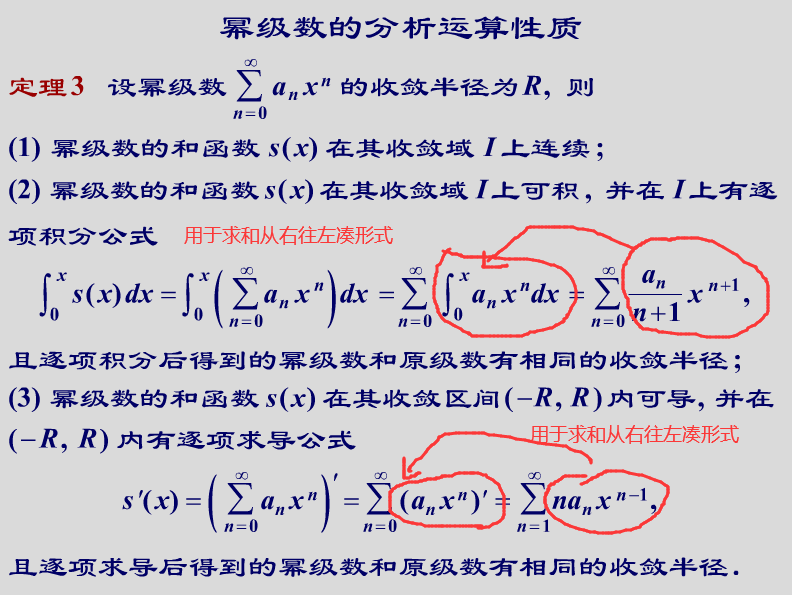 幂级数的分析运算性质
定理3 设幂级数 \sum_{n=0}^{\infty} a_n x^n 的收敛半径为R, 则
(1) 幂级数的和函数 s(x) 在其收敛域 I 上连续;
(2) 幂级数的和函数 s(x) 在其收敛域 I 上可积, 并在 I 上有逐
项积分公式 用于求和从右往左凑形式
\int_0^x s(x)dx = \int_0^x \left( \sum_{n=0}^{\infty} a_n x^n \right) dx = \sum_{n=0}^{\infty} \int_0^x a_n x^n dx = \sum_{n=0}^{\infty} \frac{a_n}{n+1} x^{n+1},
且逐项积分后得到的幂级数和原级数有相同的收敛半径;
(3) 幂级数的和函数 s(x) 在其收敛区间(-R, R)内可导, 并在
(-R, R) 内有逐项求导公式 用于求和从右往左凑形式
s'(x) = \left( \sum_{n=0}^{\infty} a_n x^n \right)' = \sum_{n=0}^{\infty} (a_n x^n)' = \sum_{n=1}^{\infty} n a_n x^{n-1},
且逐项求导后得到的幂级数和原级数有相同的收敛半径.